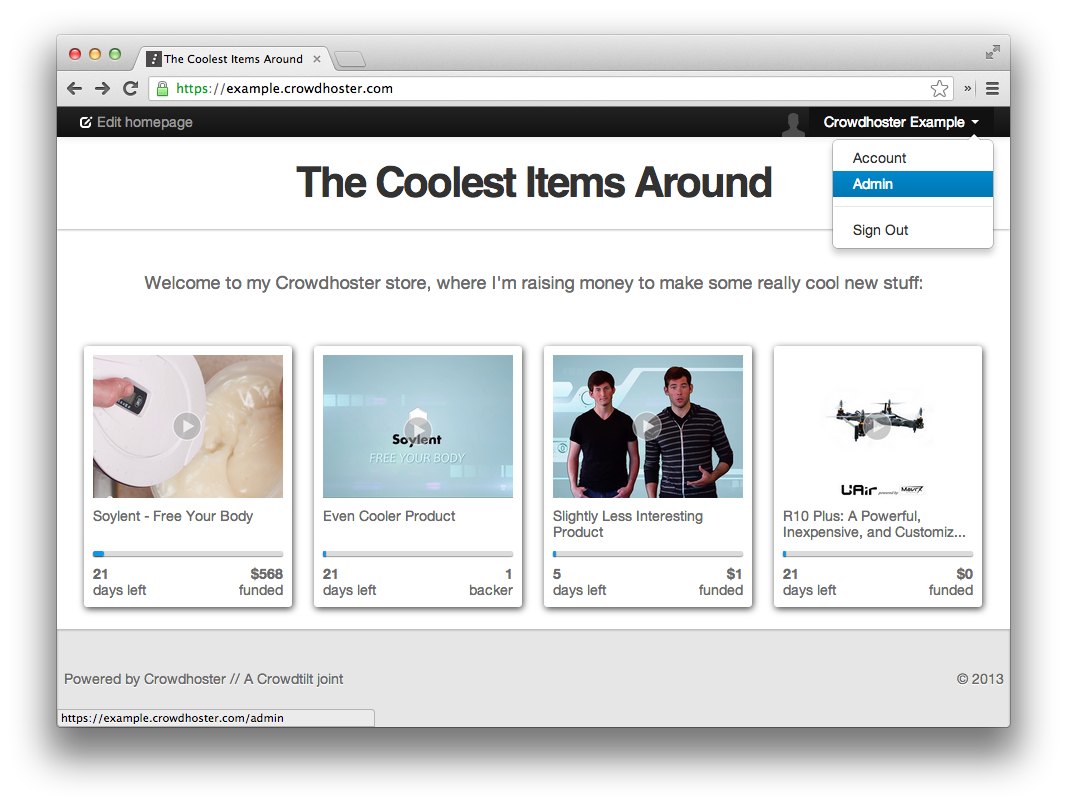 The Coolest Items Around
https://example.crowdhoster.com
Edit homepage
Crowdhoster Example
Account
Admin
Sign Out
The Coolest Items Around
Welcome to my Crowdhoster store, where I'm raising money to make some really cool new stuff:
Soylent - Free Your Body
21 $568
days left funded
Soylent
FREE YOUR BODY
Even Cooler Product
21 1
days left backer
Slightly Less Interesting
Product
5 $1
days left funded
UAir powered by MaurX
R10 Plus: A Powerful,
Inexpensive, and Customiz...
21 $0
days left funded
Powered by Crowdhoster // A Crowdtilt joint
© 2013
https://example.crowdhoster.com/admin